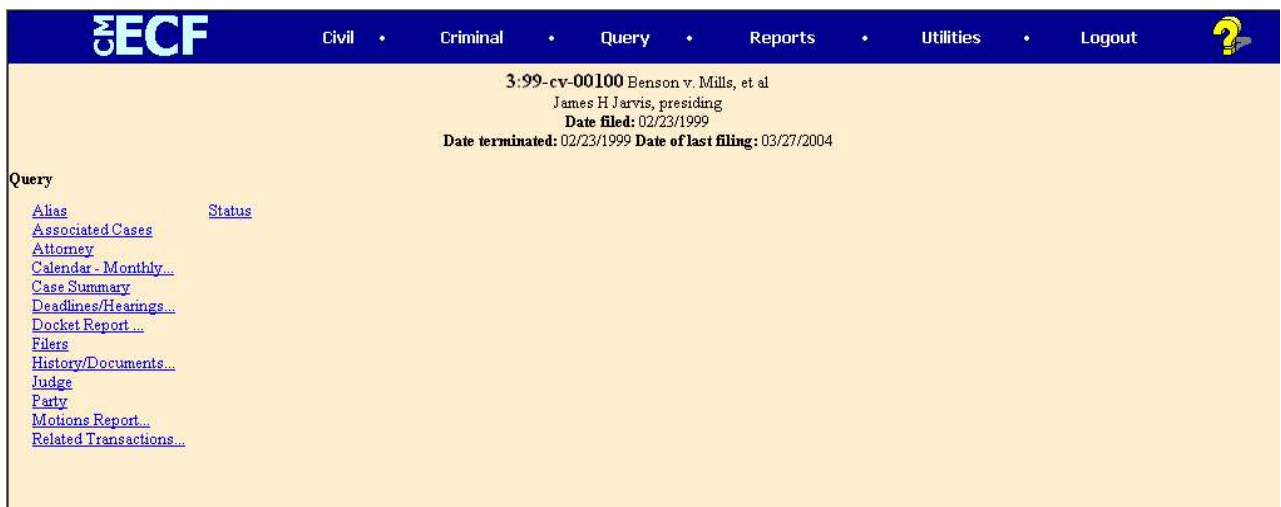 CM ECF Civil • Criminal • Query • Reports • Utilities • Logout ?
3:99-cv-00100 Benson v. Mills, et al
James H Jarvis, presiding
Date filed: 02/23/1999
Date terminated: 02/23/1999 Date of last filing: 03/27/2004
Query
Alias Status
Associated Cases
Attorney
Calendar - Monthly...
Case Summary
Deadlines/Hearings...
Docket Report ...
Filers
History/Documents...
Judge
Party
Motions Report...
Related Transactions...